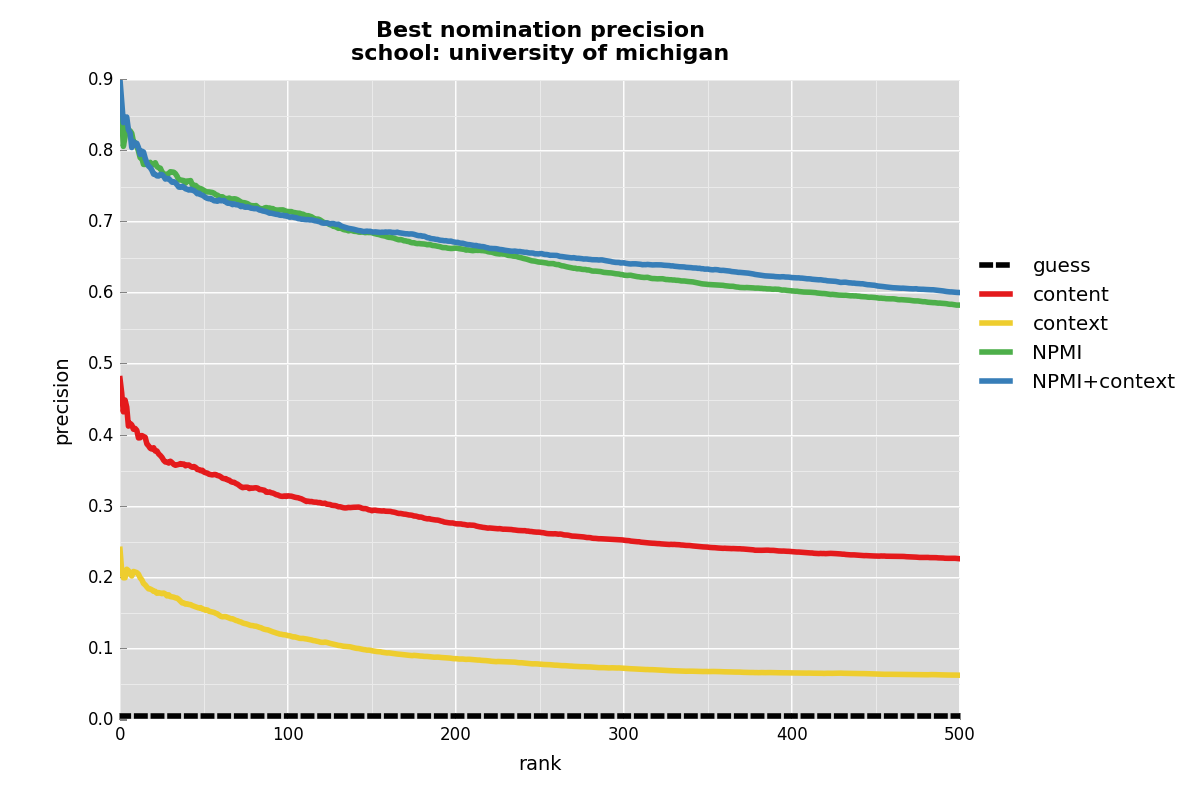 Best nomination precision
school: university of michigan
precision
0.9
0.8
0.7
0.6
0.5
0.4
0.3
0.2
0.1
0.0
0 100 200 300 400 500
rank
guess
content
context
NPMI
NPMI+context